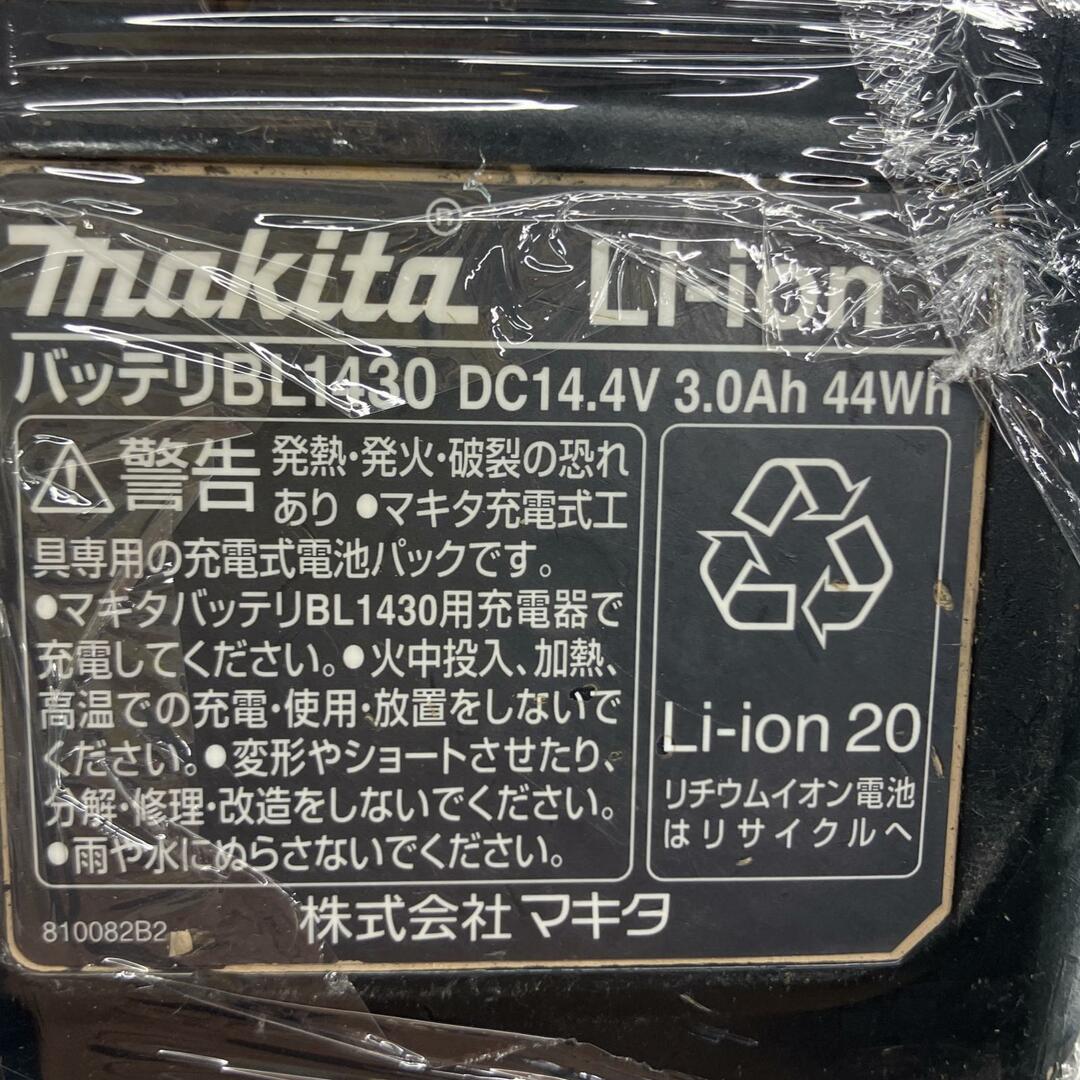 makita® LI-ion
バッテリBL1430 DC14.4V 3.0Ah 44Wh
警告 発熱・発火・破裂の恐れ
あり ●マキタ充電式工
具専用の充電式電池パックです。
●マキタバッテリBL1430用充電器で
充電してください。●火中投入、加熱、
高温での充電・使用・放置をしないで
ください。●変形やショートさせたり、
分解・修理・改造をしないでください。
●雨や水にぬらさないでください。
Li-ion 20
リチウムイオン電池
はリサイクルへ
810082B2
株式会社マキタ